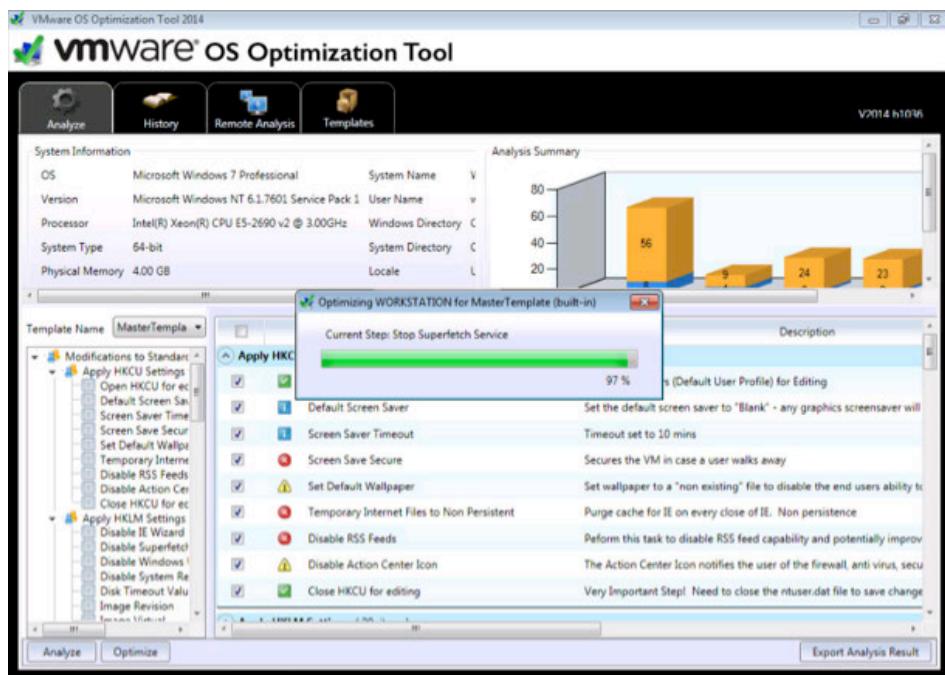 VMware OS Optimization Tool 2014
vmware® OS Optimization Tool
Analyze
History
Remote Analysis
Templates
V2014 b1036
System Information
OS Microsoft Windows 7 Professional System Name
Version Microsoft Windows NT 6.1.7601 Service Pack 1 User Name
Processor Intel(R) Xeon(R) CPU E5-2690 v2 @ 3.00GHz Windows Directory
System Type 64-bit System Directory
Physical Memory 4.00 GB Locale
Analysis Summary
80
60
40
20
56
9
24
23
Optimizing WORKSTATION for MasterTemplate (built-in)
Current Step: Stop Superfetch Service
97 %
Template Name MasterTempla
Modifications to Standard
Apply HKCU Settings
Open HKCU for ec
Default Screen Sav
Screen Saver Time
Screen Save Secur
Set Default Wallpa
Temporary Interne
Disable RSS Feeds
Disable Action Cer
Close HKCU for ec
Apply HKLM Settings
Disable IE Wizard
Disable Superfetch
Disable Windows
Disable System Re
Disk Timeout Valu
Image Revision
Image Virtual
Description
Apply HKC
s (Default User Profile) for Editing
Default Screen Saver Set the default screen saver to "Blank" - any graphics screensaver will
Screen Saver Timeout Timeout set to 10 mins
Screen Save Secure Secures the VM in case a user walks away
Set Default Wallpaper Set wallpaper to a "non existing" file to disable the end users ability to
Temporary Internet Files to Non Persistent Purge cache for IE on every close of IE. Non persistence
Disable RSS Feeds Peform this task to disable RSS feed capability and potentially improv
Disable Action Center Icon The Action Center Icon notifies the user of the firewall, anti virus, secu
Close HKCU for editing Very Important Step! Need to close the ntuser.dat file to save change
Analyze
Optimize
Export Analysis Result